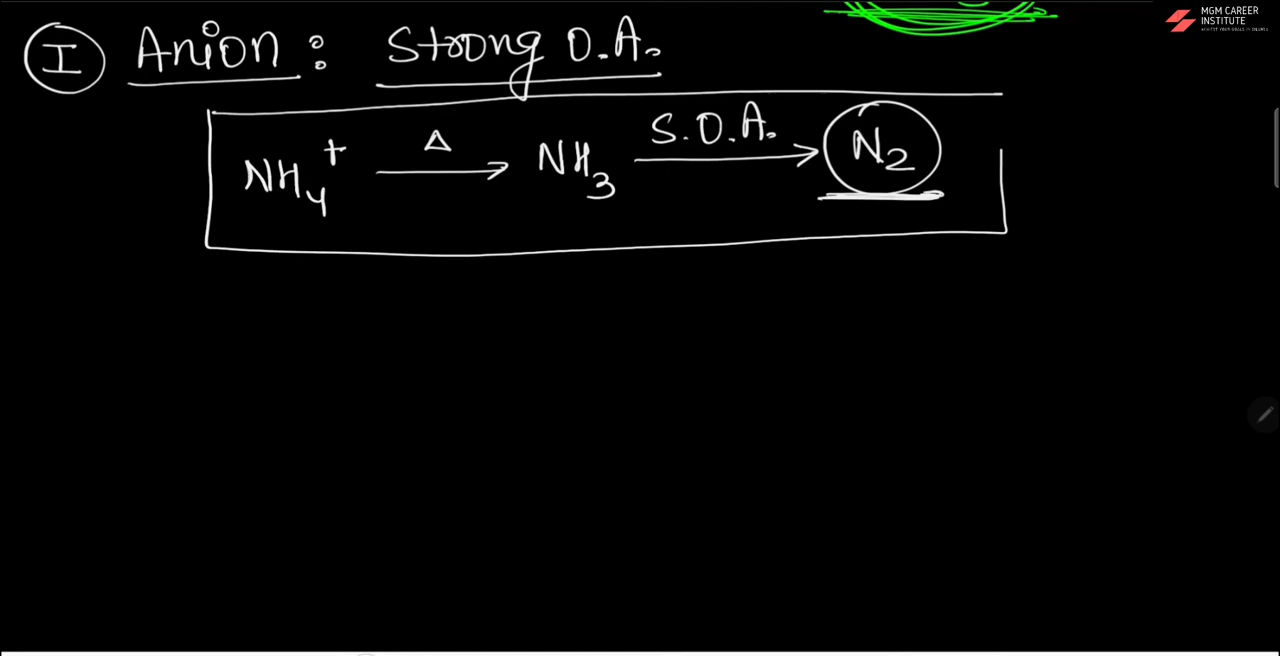 I Anion: Strong O.A.
NH4+ Δ → NH3 S.O.A. → N2
MGM CAREER
INSTITUTE